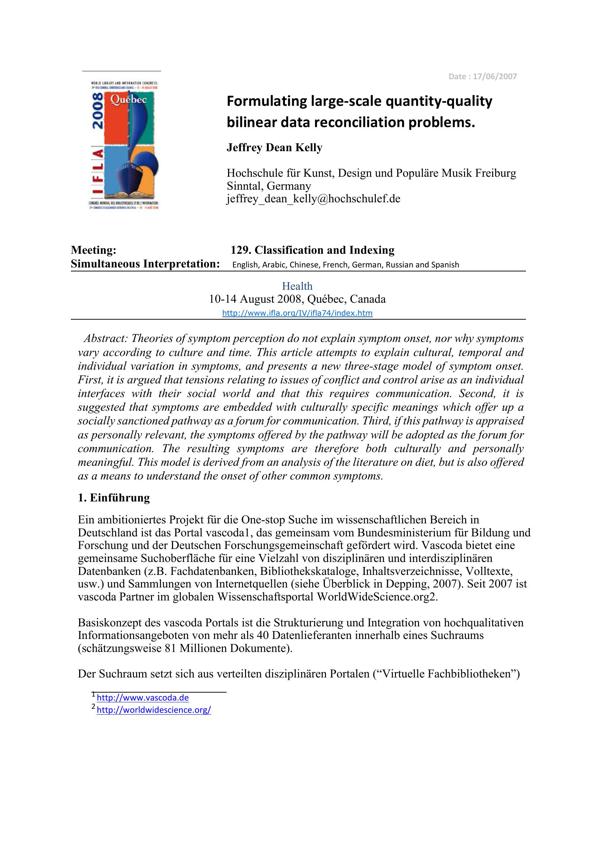 Date : 17/06/2007
WORLD LIBRARY AND INFORMATION CONGRESS:
IFLA 2008
Québec
Formulating large-scale quantity-quality
bilinear data reconciliation problems.
Jeffrey Dean Kelly
Hochschule für Kunst, Design und Populäre Musik Freiburg
Sinntal, Germany
jeffrey_dean_kelly@hochschulef.de
Meeting: 129. Classification and Indexing
Simultaneous Interpretation: English, Arabic, Chinese, French, German, Russian and Spanish
Health
10-14 August 2008, Québec, Canada
http://www.ifla.org/IV/ifla74/index.htm
Abstract: Theories of symptom perception do not explain symptom onset, nor why symptoms
vary according to culture and time. This article attempts to explain cultural, temporal and
individual variation in symptoms, and presents a new three-stage model of symptom onset.
First, it is argued that tensions relating to issues of conflict and control arise as an individual
interfaces with their social world and that this requires communication. Second, it is
suggested that symptoms are embedded with culturally specific meanings which offer up a
socially sanctioned pathway as a forum for communication. Third, if this pathway is appraised
as personally relevant, the symptoms offered by the pathway will be adopted as the forum for
communication. The resulting symptoms are therefore both culturally and personally
meaningful. This model is derived from an analysis of the literature on diet, but is also offered
as a means to understand the onset of other common symptoms.
1. Einführung
Ein ambitioniertes Projekt für die One-stop Suche im wissenschaftlichen Bereich in
Deutschland ist das Portal vascoda1, das gemeinsam vom Bundesministerium für Bildung und
Forschung und der Deutschen Forschungsgemeinschaft gefördert wird. Vascoda bietet eine
gemeinsame Suchoberfläche für eine Vielzahl von disziplinären und interdisziplinären
Datenbanken (z.B. Fachdatenbanken, Bibliothekskataloge, Inhaltsverzeichnisse, Volltexte,
usw.) und Sammlungen von Internetquellen (siehe Überblick in Depping, 2007). Seit 2007 ist
vascoda Partner im globalen Wissenschaftsportal WorldWideScience.org2.
Basiskonzept des vascoda Portals ist die Strukturierung und Integration von hochqualitativen
Informationsangeboten von mehr als 40 Datenlieferanten innerhalb eines Suchraums
(schätzungsweise 81 Millionen Dokumente).
Der Suchraum setzt sich aus verteilten disziplinären Portalen (“Virtuelle Fachbibliotheken”)
1 http://www.vascoda.de
2 http://worldwidescience.org/